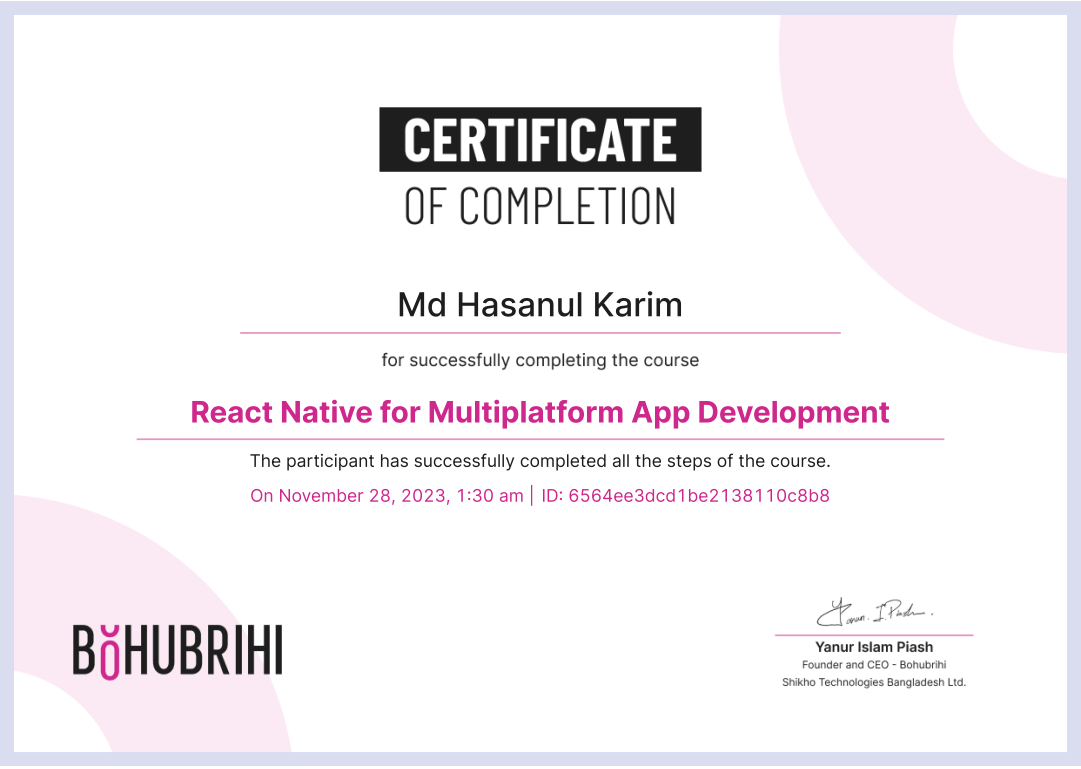 CERTIFICATE
OF COMPLETION
Md Hasanul Karim
for successfully completing the course
React Native for Multiplatform App Development
The participant has successfully completed all the steps of the course.
On November 28, 2023, 1:30 am | ID: 6564ee3dcd1be2138110c8b8
BOHUBRIHI
Yanur I. Piash.
Yanur Islam Piash
Founder and CEO - Bohubrihi
Shikho Technologies Bangladesh Ltd.